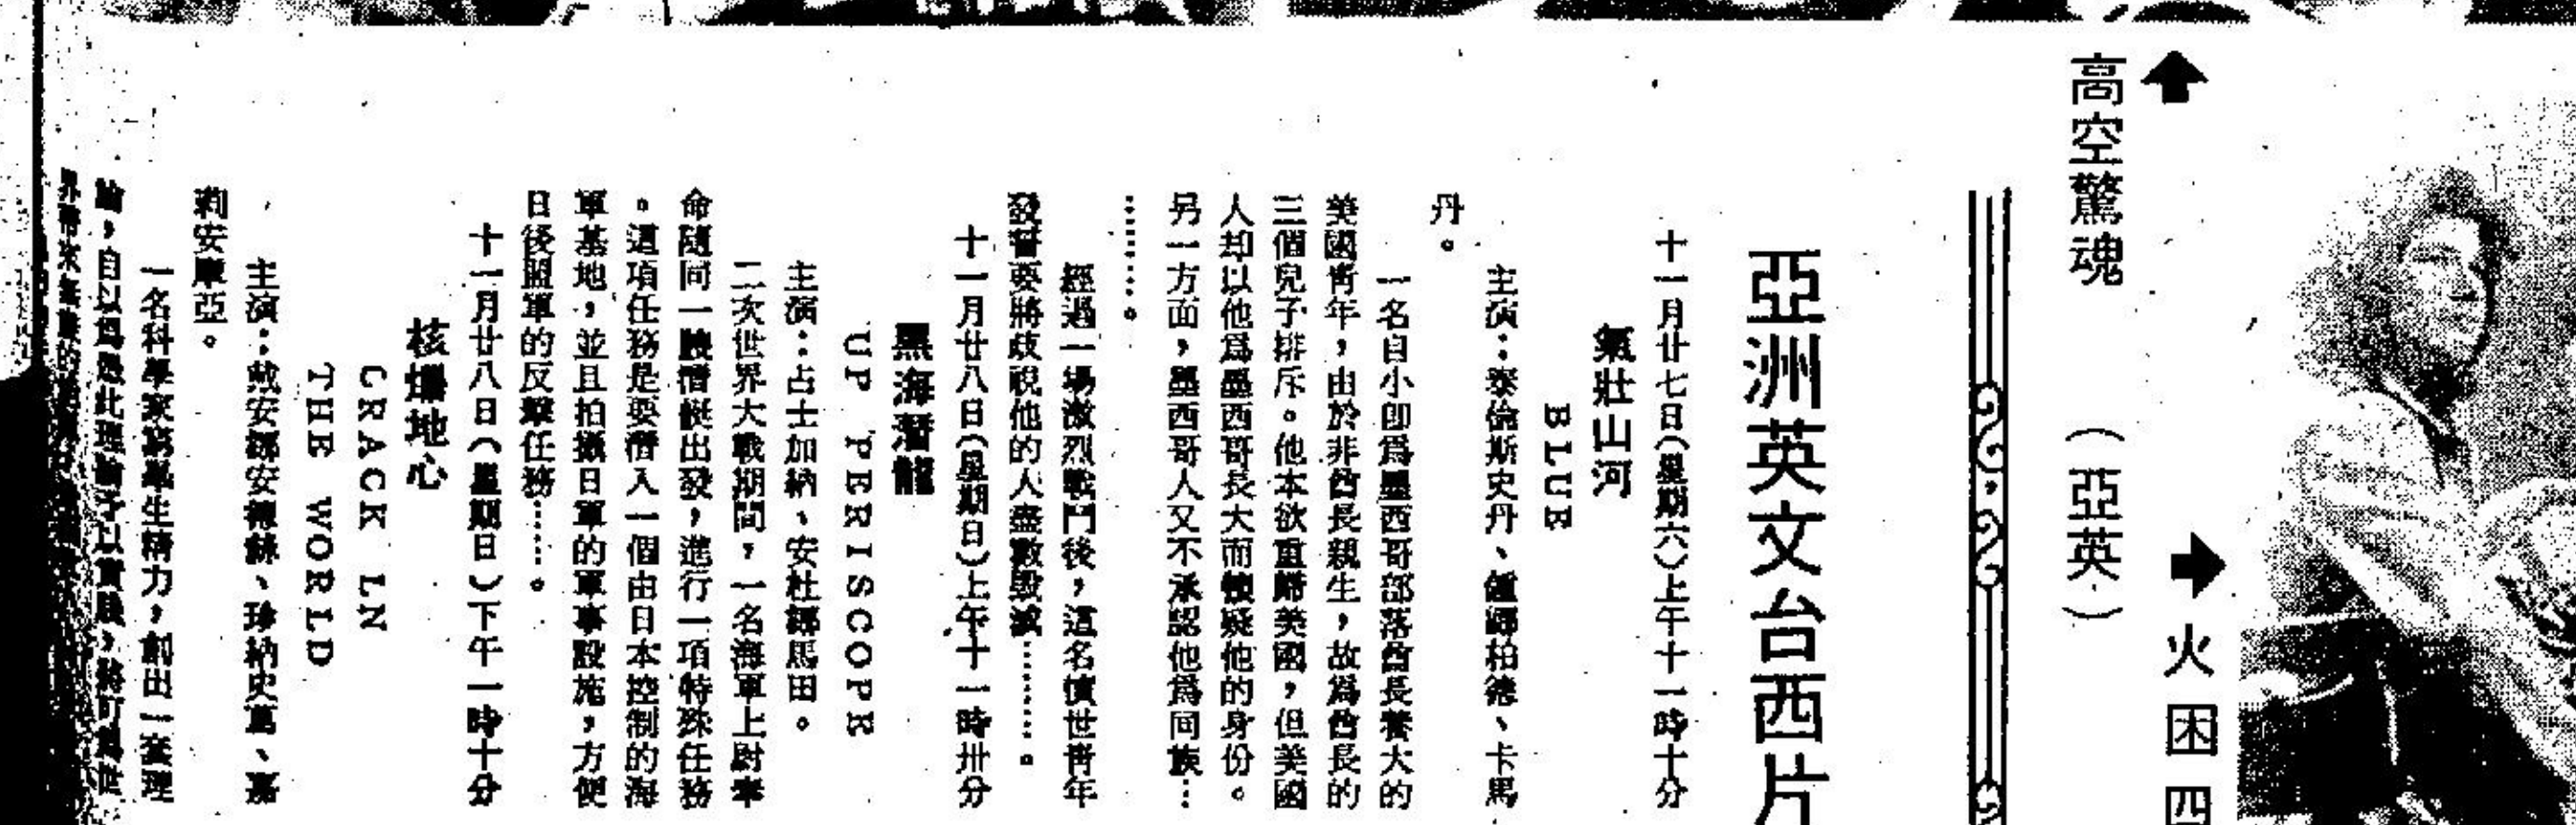 火困四
高空驚魂 （亞英）
亞洲英文台西片
十一月廿七日（星期六）上午十一時十分
氣壯山河
BLUE
主演：泰倫斯史丹、 柏德、卡馬
丹。
一名自小即爲墨西哥部落酋長養大的
美國青年，由於非酋長親生，故爲酋長的
三個兒子排斥。他本欲重歸美國，但美國
人却以他爲墨西哥長大而懷疑他的身份。
另一方面，墨西哥人又不承認他爲同族…
………。
經過一場激烈戰鬥後，這名憤世青年
發誓要將歧視他的人盡數毀滅………。
十一月廿八日（星期日）上午十一時卅分
黑海潛龍
UP PERISCOPE
主演：占士加納、安杜 馬田。
二次世界大戰期間，一名海軍上尉奉
命隨同一艘潛艇出發，進行一項特殊任務
。這項任務是要潛入一個由日本控制的海
軍基地，並且拍攝日軍的軍事設施，方便
日後盟軍的反擊任務……。
十一月廿八日（星期日）下午一時十分
核爆地心
CRACK LN
THE WORLD
主演：戴安 安德 、珍納史葛、嘉
安摩亞。
一名科學家窮畢生精力，創出一套理
論，自以爲 此理論予以實踐，將可爲世
界帶來無 的